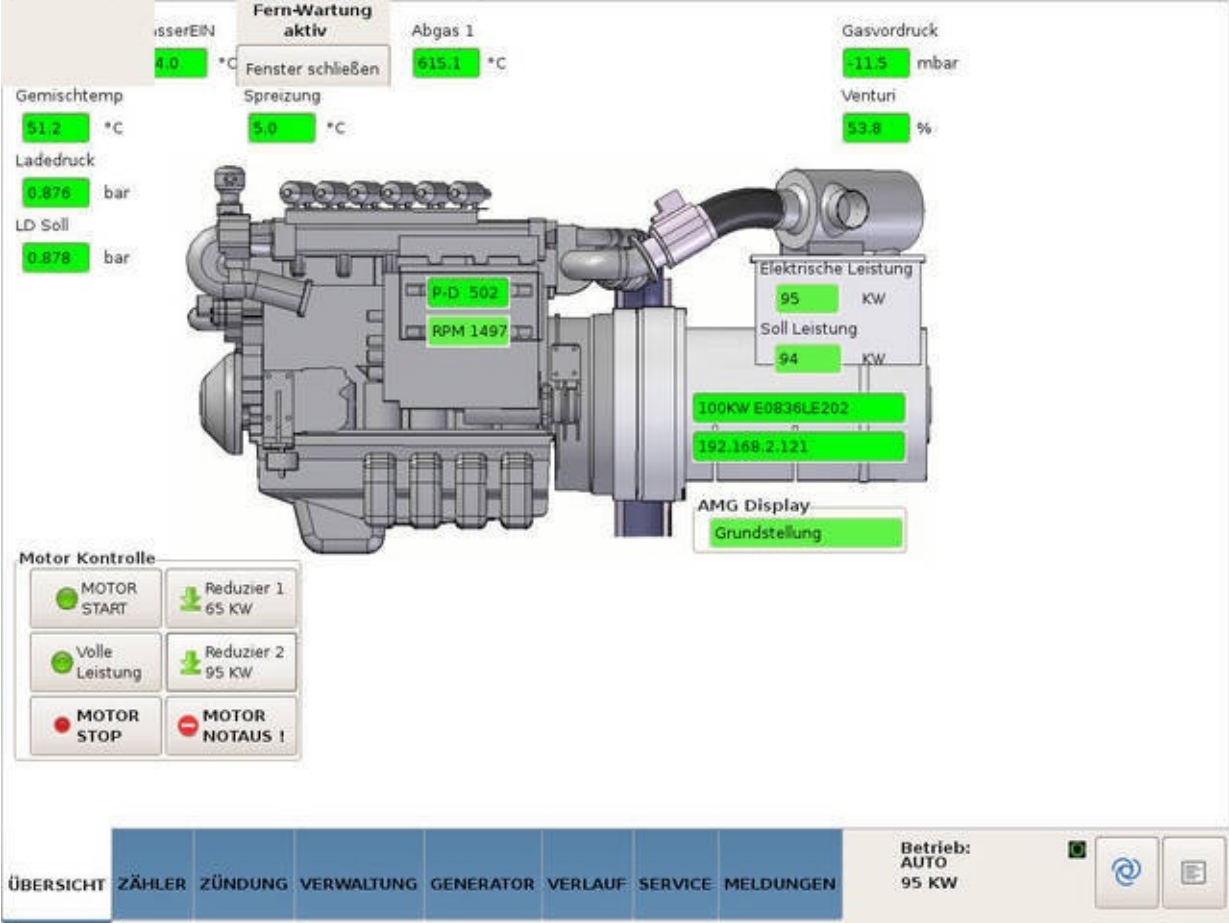 Fern-Wartung
aktiv
Fenster schließen
sserEIN
4.0 °C
Abgas 1
615.1 °C
Gasvordruck
-11.5 mbar
Gemischtemp
51.2 °C
Spreizung
5.0 °C
Venturi
53.8 %
Ladedruck
0.876 bar
LD Soll
0.878 bar
P-D 502
RPM 1497
Elektrische Leistung
95 KW
Soll Leistung
94 KW
100KW E0836LE202
192.168.2.121
AMG Display
Grundstellung
Motor Kontrolle
MOTOR
START
Reduzier 1
65 KW
Volle
Leistung
Reduzier 2
95 KW
MOTOR
STOP
MOTOR
NOTAUS !
ÜBERSICHT ZÄHLER ZÜNDUNG VERWALTUNG GENERATOR VERLAUF SERVICE MELDUNGEN
Betrieb:
AUTO
95 KW